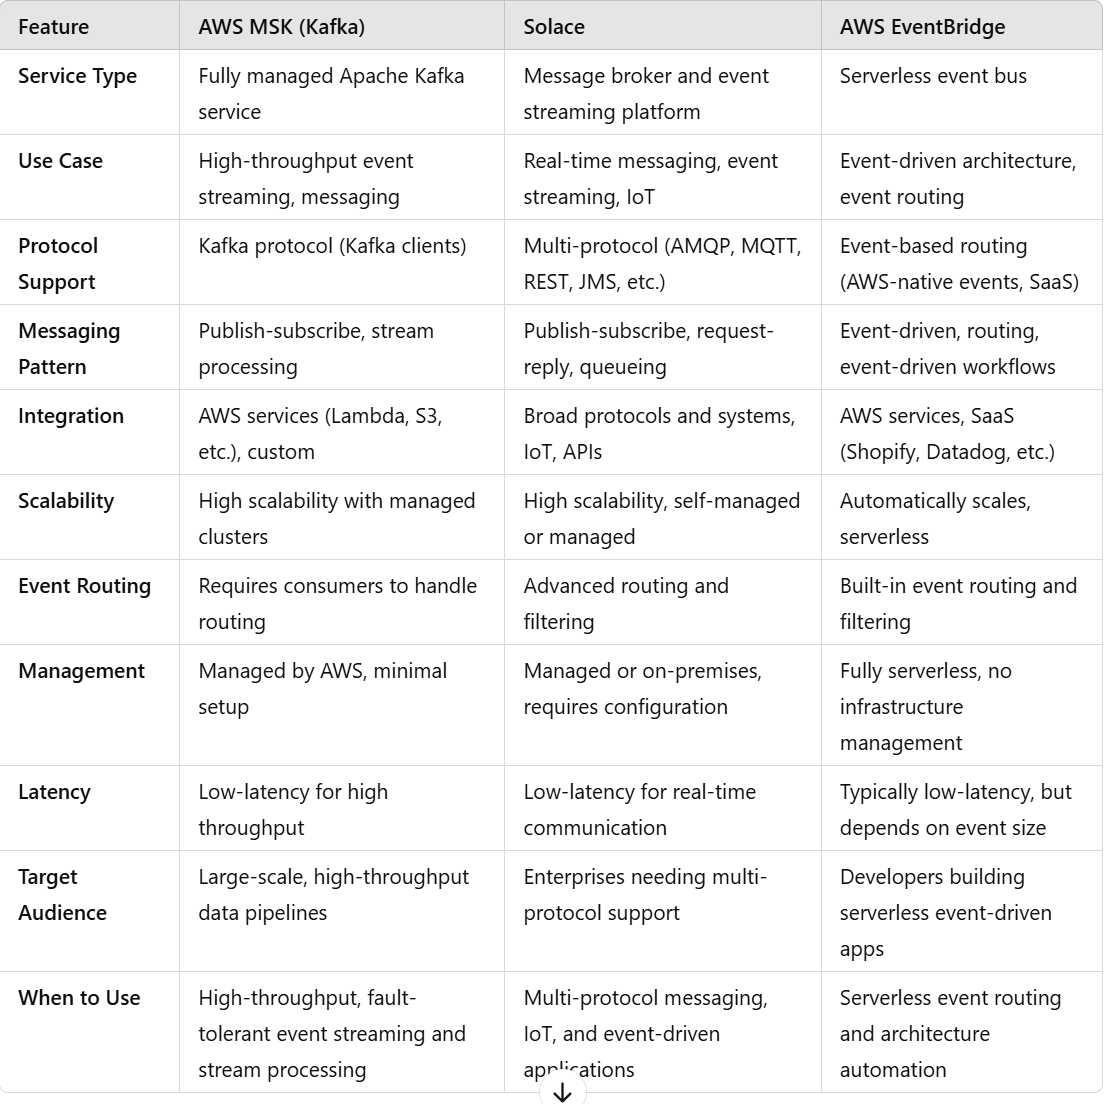 Feature AWS MSK (Kafka) Solace AWS EventBridge
Service Type Fully managed Apache Kafka Message broker and event Serverless event bus
service streaming platform
Use Case High-throughput event Real-time messaging, event Event-driven architecture,
streaming, messaging streaming, IoT event routing
Protocol Kafka protocol (Kafka clients) Multi-protocol (AMQP, MQTT, Event-based routing
Support REST, JMS, etc.) (AWS-native events, SaaS)
Messaging Publish-subscribe, stream Publish-subscribe, request- Event-driven, routing,
Pattern processing reply, queueing event-driven workflows
Integration AWS services (Lambda, S3, Broad protocols and systems, AWS services, SaaS
etc.), custom IoT, APIs (Shopify, Datadog, etc.)
Scalability High scalability with managed High scalability, self-managed Automatically scales,
clusters or managed serverless
Event Routing Requires consumers to handle Advanced routing and Built-in event routing and
routing filtering filtering
Management Managed by AWS, minimal Managed or on-premises, Fully serverless, no
setup requires configuration infrastructure
management
Latency Low-latency for high Low-latency for real-time Typically low-latency, but
throughput communication depends on event size
Target Large-scale, high-throughput Enterprises needing multi- Developers building
Audience data pipelines protocol support serverless event-driven
apps
When to Use High-throughput, fault- Multi-protocol messaging, Serverless event routing
tolerant event streaming and IoT, and event-driven and architecture
stream processing applications automation